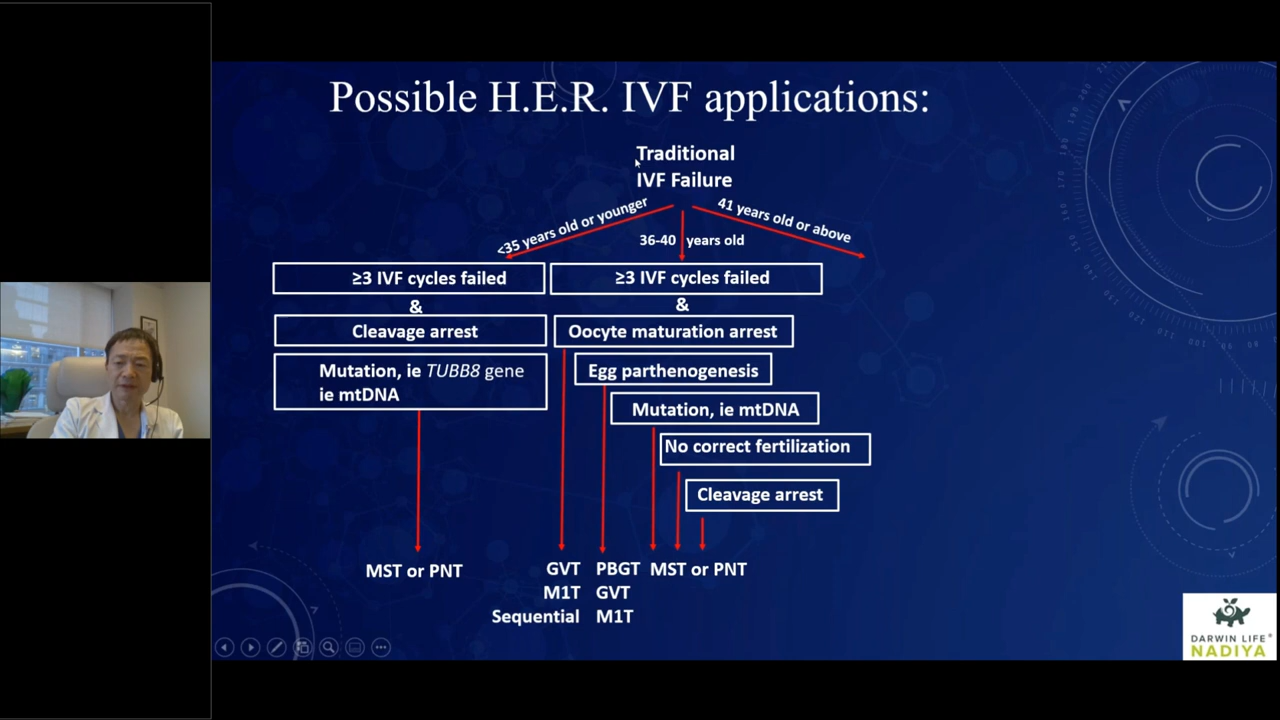 Possible H.E.R. IVF applications:
Traditional
IVF Failure
<35 years old or younger
36-40 years old
41 years old or above
≥3 IVF cycles failed
&
Cleavage arrest
Mutation, ie TUBB8 gene
ie mtDNA
MST or PNT
≥3 IVF cycles failed
&
Oocyte maturation arrest
Egg parthenogenesis
Mutation, ie mtDNA
No correct fertilization
Cleavage arrest
GVT
M1T
Sequential
PBGT
GVT
M1T
MST or PNT
DARWIN LIFE®
NADIYA